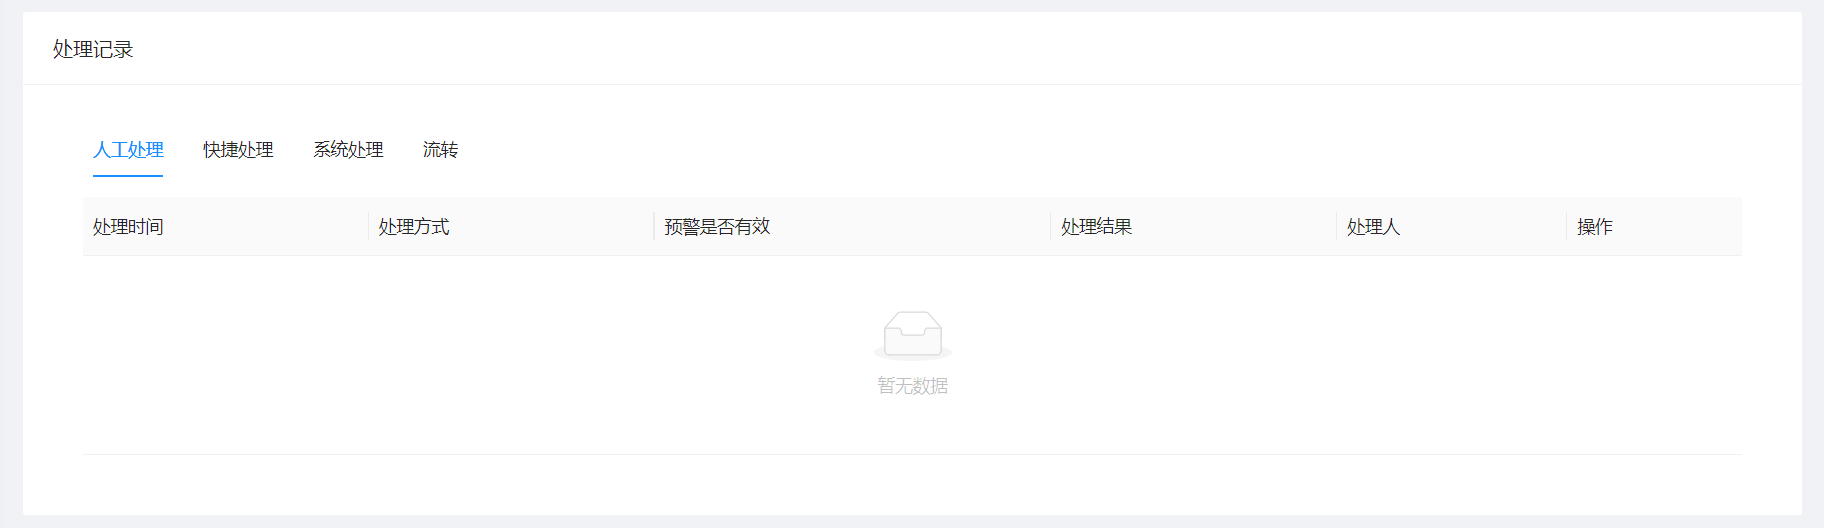 处理记录
人工处理 快捷处理 系统处理 流转
处理时间 处理方式 预警是否有效 处理结果 处理人 操作
暂无数据